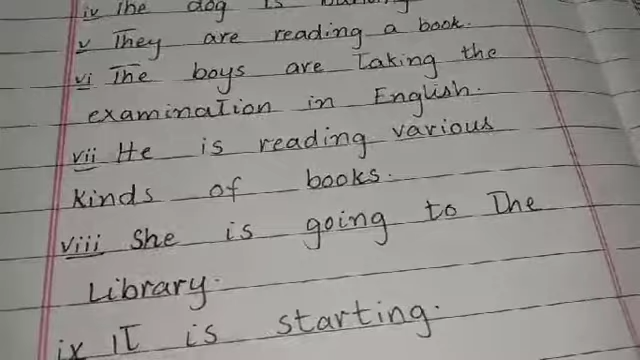 iv The dog is
v They are reading a book.
vi The boys are Taking the
examination in English.
vii He is reading various
kinds of books.
viii She is going to The
Library.
ix IT is starting.